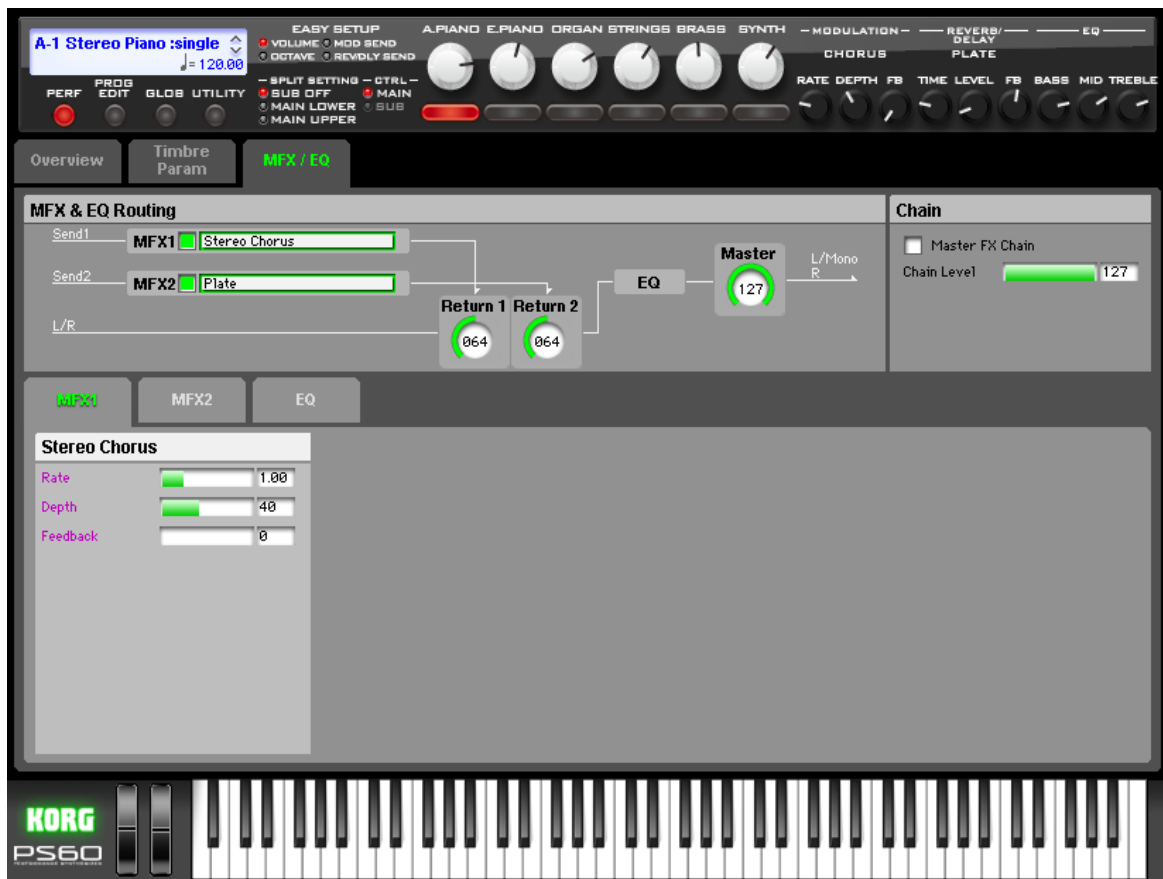 A-1 Stereo Piano :single
♩= 120.00
PERF PROG EDIT GLOB UTILITY
EASY SETUP
VOLUME MOD SEND
OCTAVE REVDLY SEND
SPLIT SETTING CTRL
SUB OFF MAIN
MAIN LOWER SUB
MAIN UPPER
A.PIANO E.PIANO ORGAN STRINGS BRASS SYNTH
MODULATION REVERB/DELAY EQ
CHORUS PLATE
RATE DEPTH FB TIME LEVEL FB BASS MID TREBLE
Overview Timbre Param MFX / EQ
MFX & EQ Routing
Send1 MFX1 Stereo Chorus
Send2 MFX2 Plate
L/R
Return 1 Return 2
064 064
EQ
Master
127
L/Mono
R
Chain
Master FX Chain
Chain Level 127
MFX1 MFX2 EQ
Stereo Chorus
Rate 1.00
Depth 40
Feedback 0
KORG
PS60